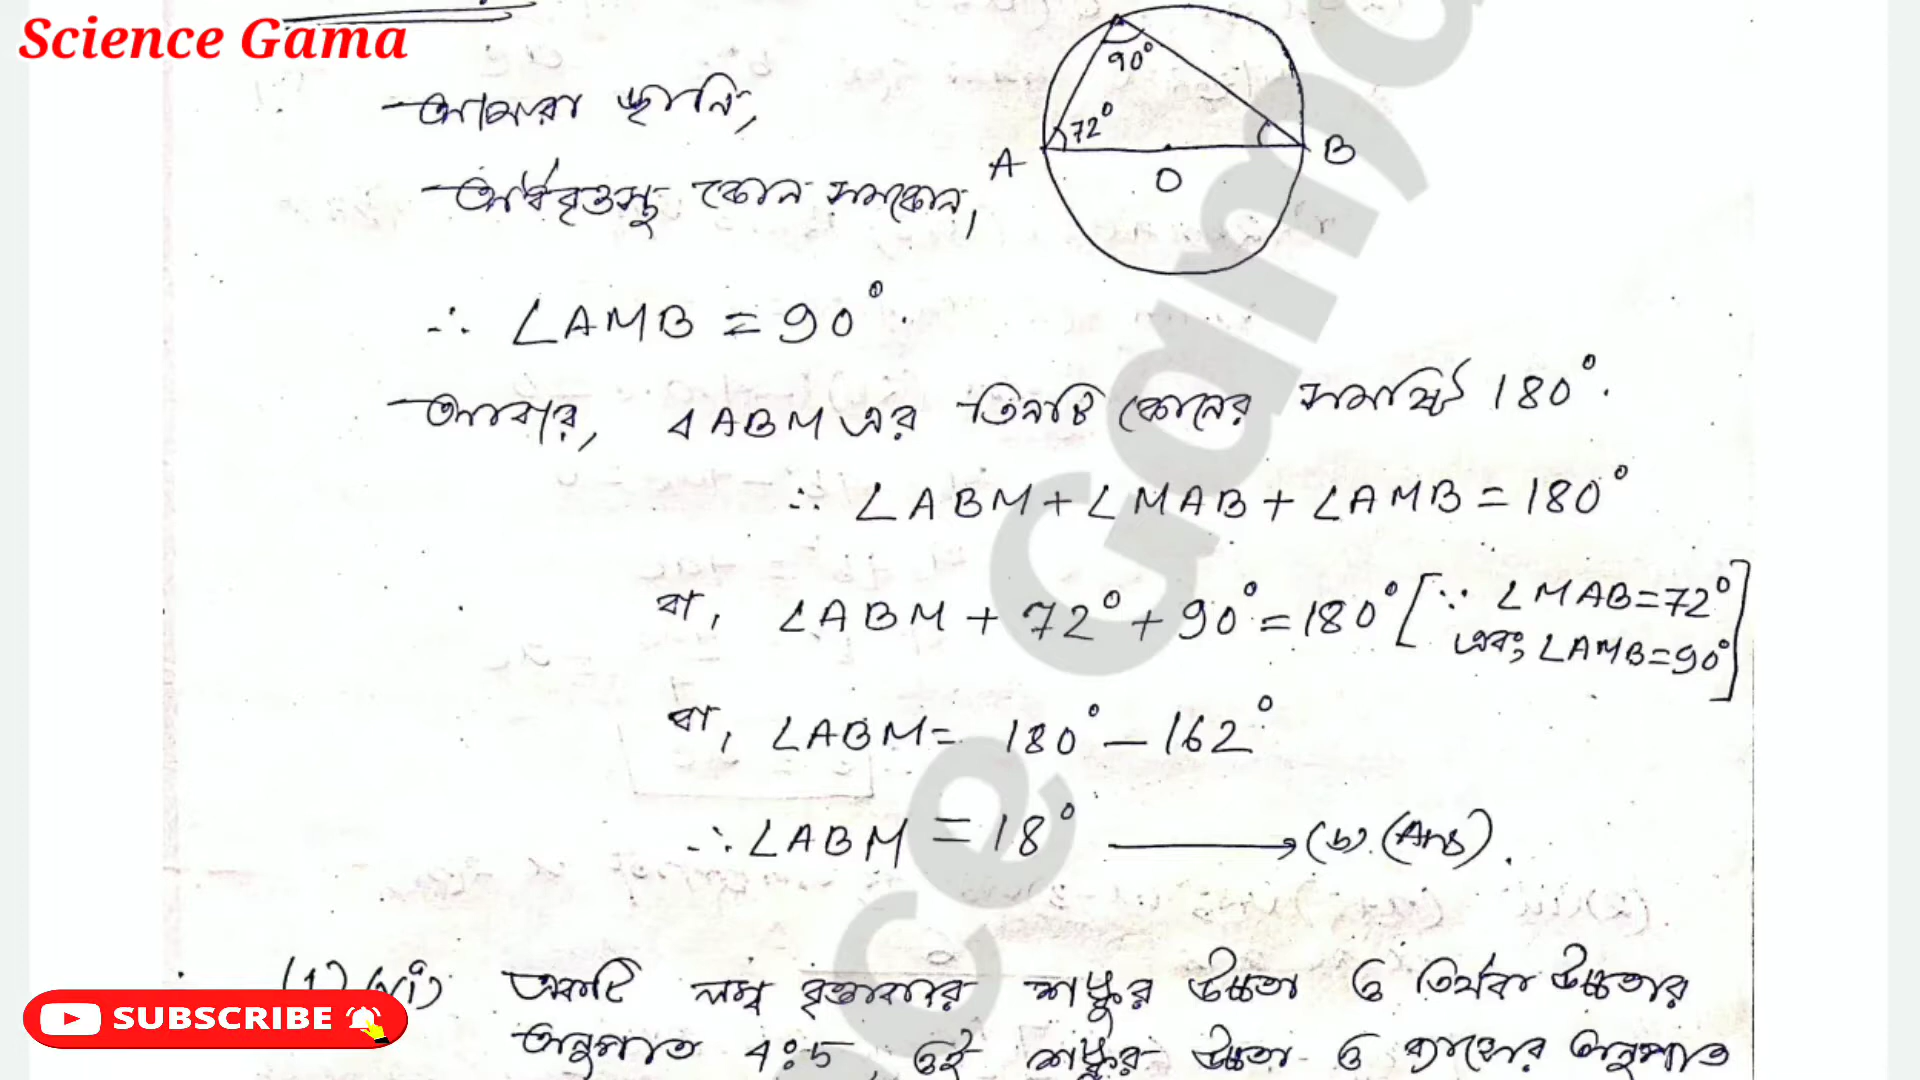 Science Gama
90°
72°
A
B
O
আমরা জানি,
অর্ধবৃত্তস্থ কোন সমকোন,
∴ ∠AMB = 90°.
আবার, ∆ABM এর তিনটি কোনের সমষ্টি 180°.
∴ ∠ABM + ∠MAB + ∠AMB = 180°
বা, ∠ABM + 72° + 90° = 180° [∵ ∠MAB = 72°
এবং, ∠AMB = 90°]
বা, ∠ABM = 180° – 162°
∴ ∠ABM = 18° ⟶ (b) (Ans).
একটি লম্ব বৃত্তাকার শঙ্কুর উচ্চতা ও তির্যক উচ্চতার
অনুপাত 4:5, ওই শঙ্কুর উচ্চতা ও ব্যাসের অনুপাত
SUBSCRIBE